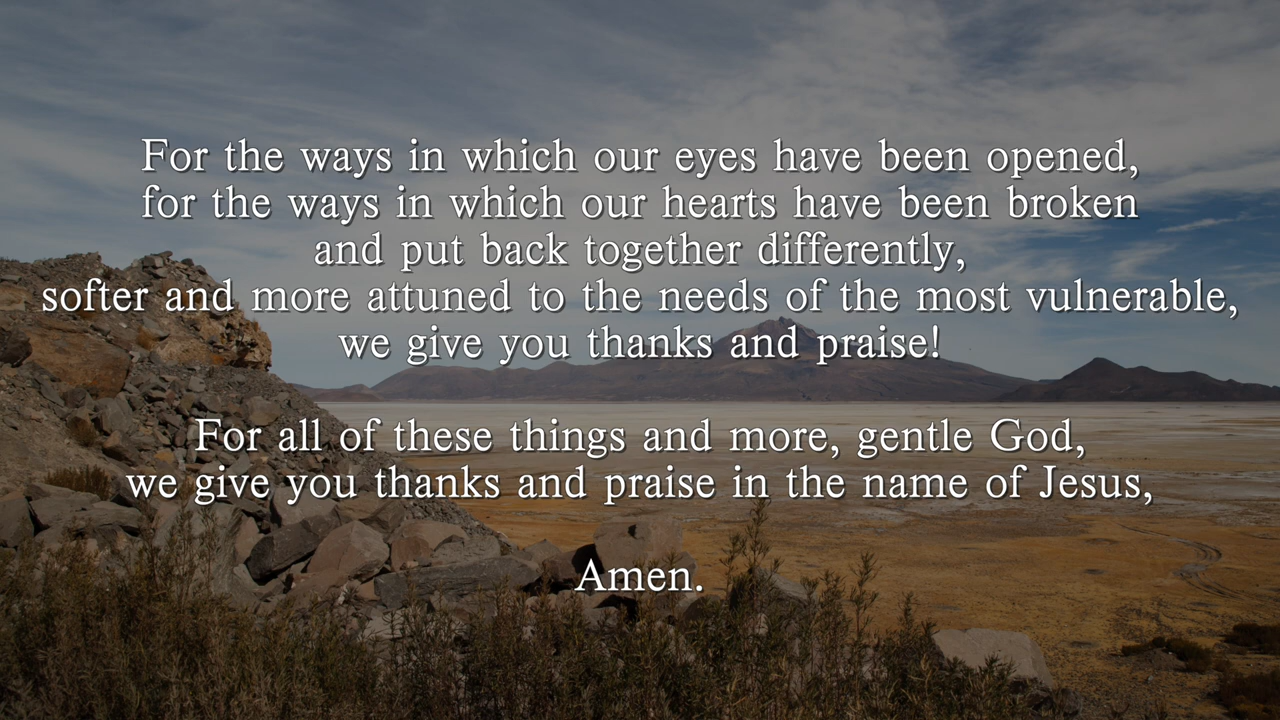 For the ways in which our eyes have been opened,
for the ways in which our hearts have been broken
and put back together differently,
softer and more attuned to the needs of the most vulnerable,
we give you thanks and praise!
For all of these things and more, gentle God,
we give you thanks and praise in the name of Jesus,
Amen.